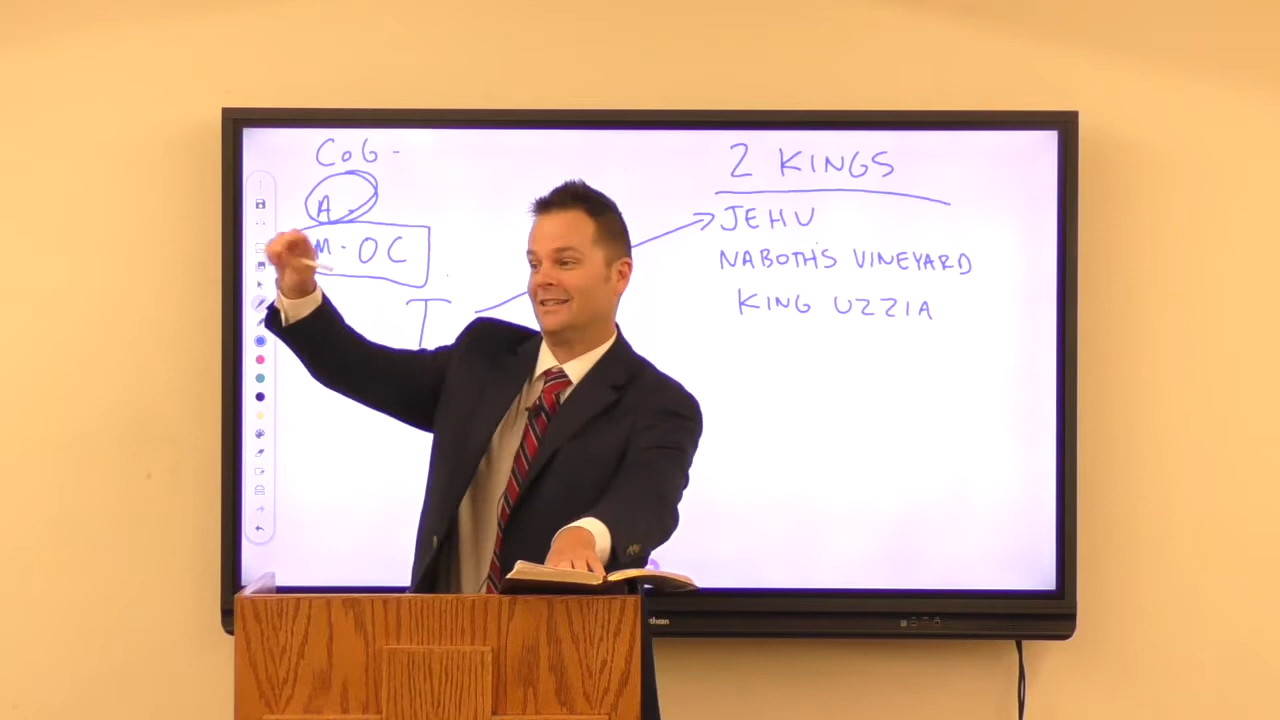 CoG -
A -
M - OC
T
2 KINGS
JEHU
NABOTH'S VINEYARD
KING UZZIA